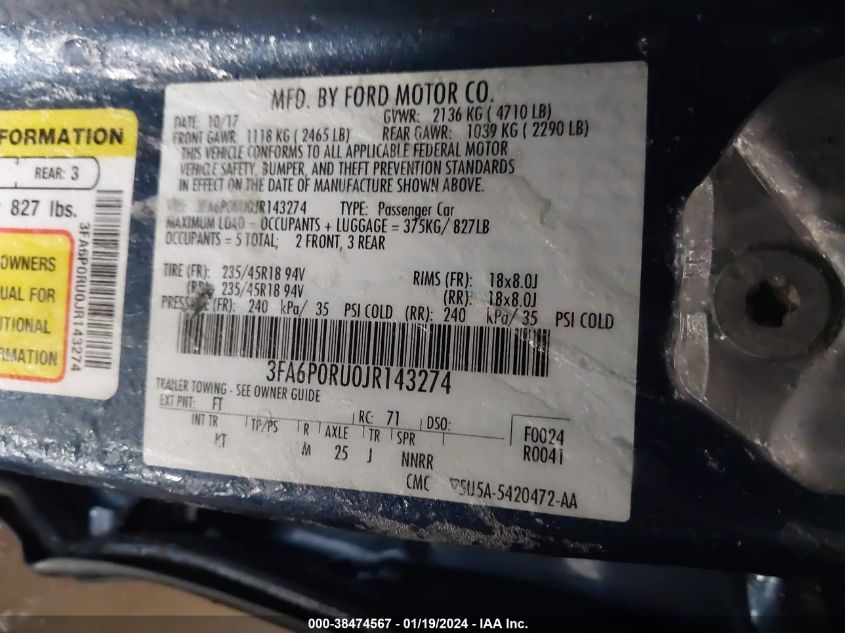 FORMATION
REAR: 3
827 lbs.
OWNERS
UAL FOR
ITIONAL
RMATION
3FA6P0RU0JR143274
MFD. BY FORD MOTOR CO.
DATE: 10/17 GVWR: 2136 KG ( 4710 LB)
FRONT GAWR: 1118 KG ( 2465 LB) REAR GAWR: 1039 KG ( 2290 LB)
THIS VEHICLE CONFORMS TO ALL APPLICABLE FEDERAL MOTOR
VEHICLE SAFETY, BUMPER, AND THEFT PREVENTION STANDARDS
IN EFFECT ON THE DATE OF MANUFACTURE SHOWN ABOVE.
3FA6P0RU0JR143274 TYPE: Passenger Car
MAXIMUM LOAD = OCCUPANTS + LUGGAGE = 375KG/ 827LB
OCCUPANTS = 5 TOTAL; 2 FRONT, 3 REAR
TIRE (FR): 235/45R18 94V RIMS (FR): 18x8.0J
(RR): 235/45R18 94V (RR): 18x8.0J
PRESSURE (FR): 240 kPa/ 35 PSI COLD (RR): 240 kPa/ 35 PSI COLD
3FA6P0RU0JR143274
TRAILER TOWING - SEE OWNER GUIDE
EXT PNT: FT RC: 71 DSO: F0024
INT TR TP/PS R AXLE TR SPR R0041
KT M 25 J NNRR
CMC 5U5A-5420472-AA
000-38474567 - 01/19/2024 - IAA Inc.